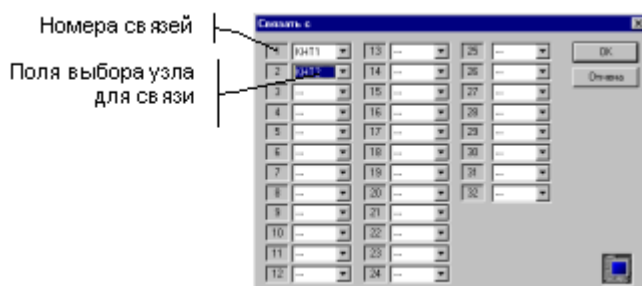 Номера связей
Поля выбора узла
для связи
Связать с
1 КНТ1 13 --- 25 --- OK
2 КНТ2 14 --- 26 --- Отмена
3 --- 15 --- 27 ---
4 --- 16 --- 28 ---
5 --- 17 --- 29 ---
6 --- 18 --- 30 ---
7 --- 19 --- 31 ---
8 --- 20 --- 32 ---
9 --- 21 ---
10 --- 22 ---
11 --- 23 ---
12 --- 24 ---